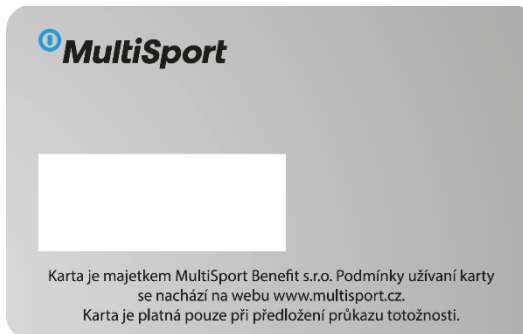 MultiSport
Karta je majetkem MultiSport Benefit s.r.o. Podmínky užívaní karty
se nachází na webu www.multisport.cz.
Karta je platná pouze při předložení průkazu totožnosti.